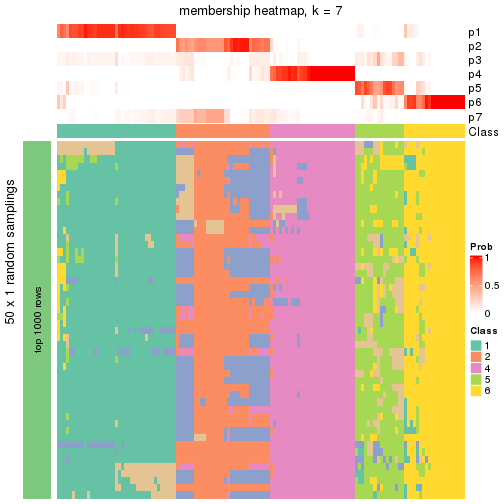 membership heatmap, k = 7
p1
p2
p3
p4
p5
p6
p7
Class
50 x 1 random samplings
top 1000 rows
Prob
1
0.5
0
Class
1
2
4
5
6